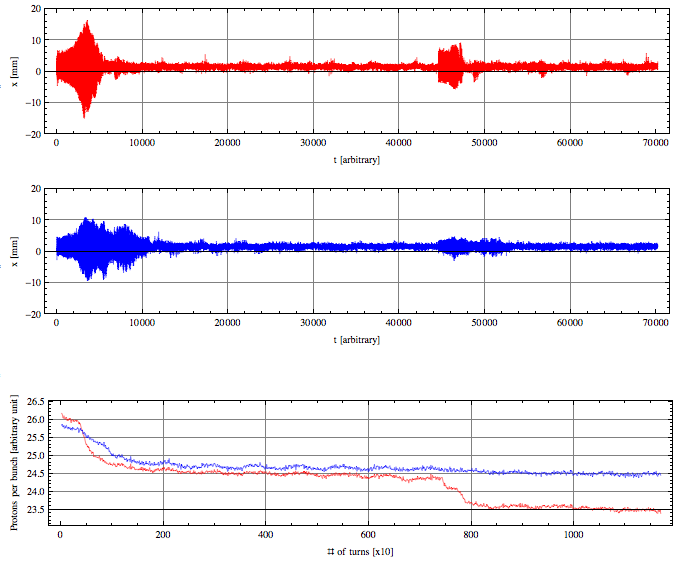 20
10
0
−10
−20
x [mm]
0 10000 20000 30000 40000 50000 60000 70000
t [arbitrary]
20
10
0
−10
−20
x [mm]
0 10000 20000 30000 40000 50000 60000 70000
t [arbitrary]
26.5
26.0
25.5
25.0
24.5
24.0
23.5
Protons per bunch [arbitrary unit]
0 200 400 600 800 1000
# of turns [x10]